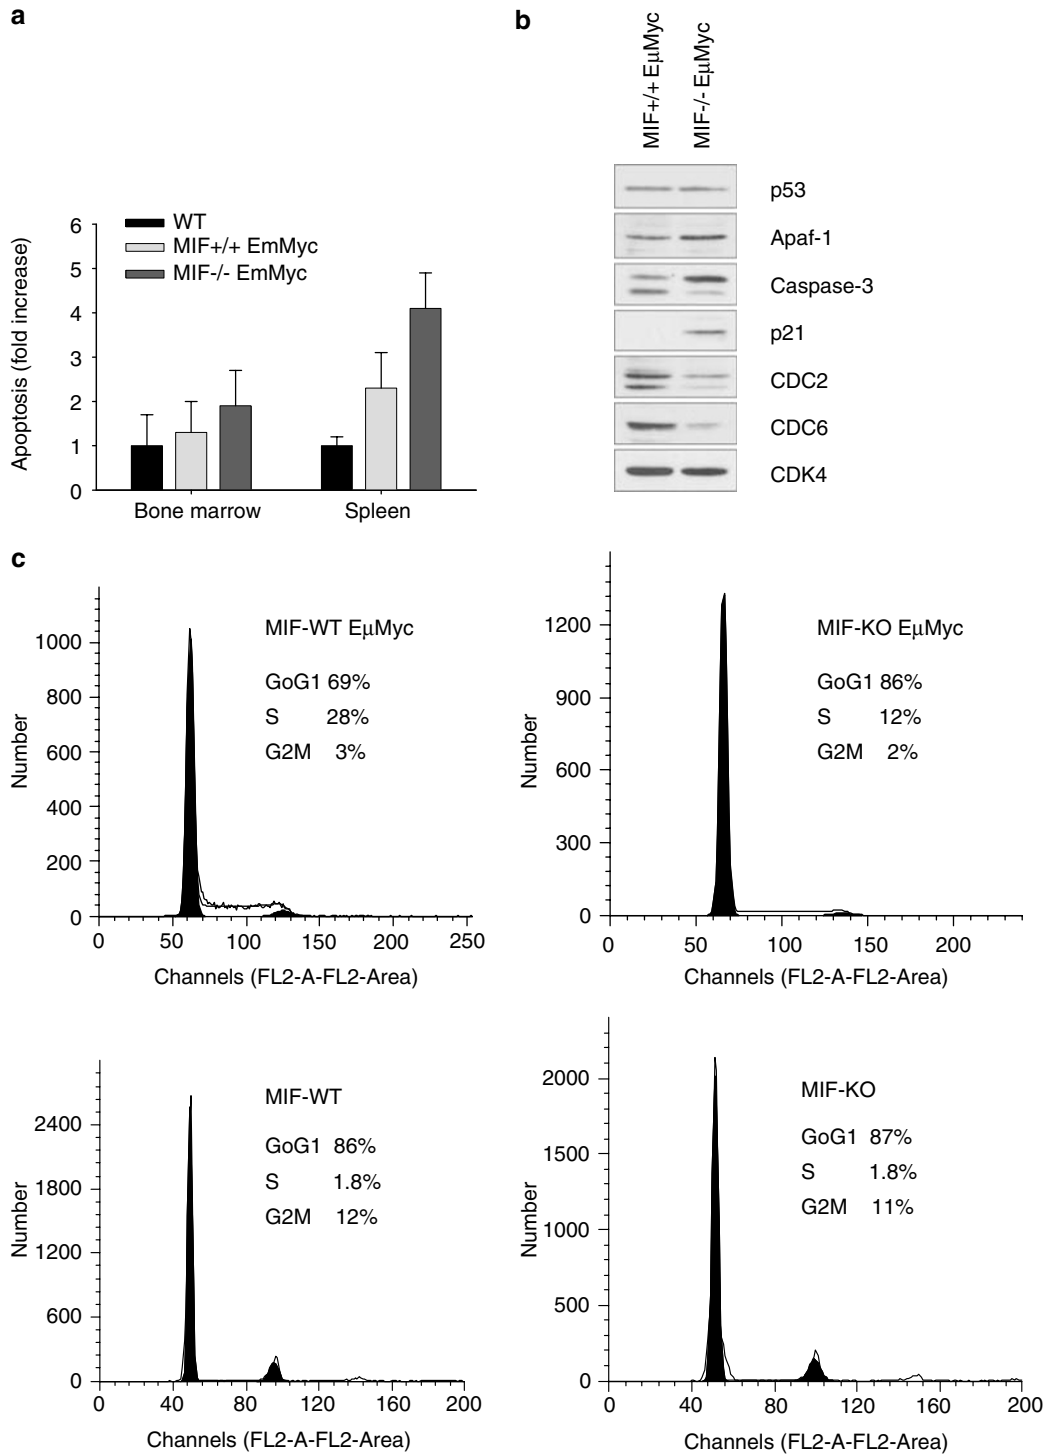 a
WT
MIF+/+ EmMyc
MIF-/- EmMyc
Apoptosis (fold increase)
6
5
4
3
2
1
0
Bone marrow
Spleen
b
MIF+/+ EμMyc
MIF-/- EμMyc
p53
Apaf-1
Caspase-3
p21
CDC2
CDC6
CDK4
c
MIF-WT EμMyc
GoG1 69%
S 28%
G2M 3%
Number
1000
800
600
400
200
0
0 50 100 150 200 250
Channels (FL2-A-FL2-Area)
MIF-KO EμMyc
GoG1 86%
S 12%
G2M 2%
Number
1200
900
600
300
0
0 50 100 200
Channels (FL2-A-FL2-Area)
MIF-WT
GoG1 86%
S 1.8%
G2M 12%
Number
2400
1800
1200
600
0
0 40 80 120 160 200
Channels (FL2-A-FL2-Area)
MIF-KO
GoG1 87%
S 1.8%
G2M 11%
Number
2000
1500
1000
500
0
0 40 80 120 160 200
Channels (FL2-A-FL2-Area)